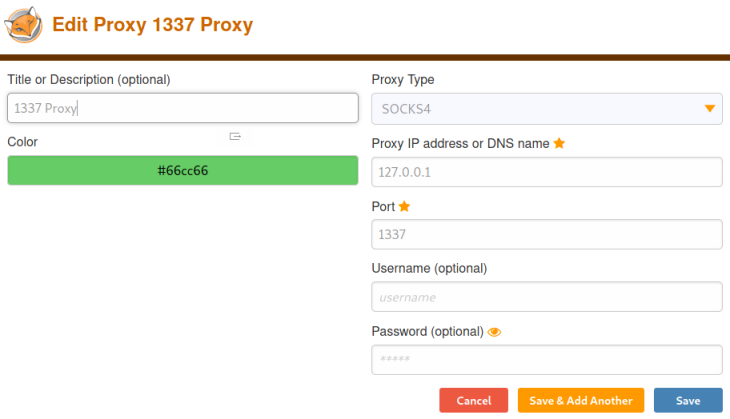 Edit Proxy 1337 Proxy
Title or Description (optional)
1337 Proxy
Color
#66cc66
Proxy Type
SOCKS4
Proxy IP address or DNS name
127.0.0.1
Port
1337
Username (optional)
username
Password (optional)
*****
Cancel
Save & Add Another
Save